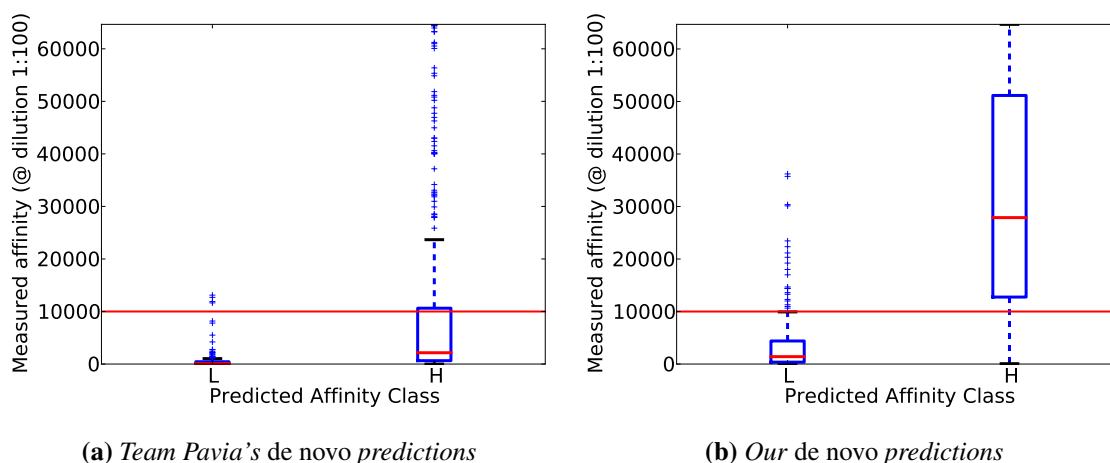 Measured affinity (@ dilution 1:100)
60000
50000
40000
30000
20000
10000
0
L
H
Predicted Affinity Class
(a) Team Pavia's de novo predictions
Measured affinity (@ dilution 1:100)
60000
50000
40000
30000
20000
10000
0
L
H
Predicted Affinity Class
(b) Our de novo predictions